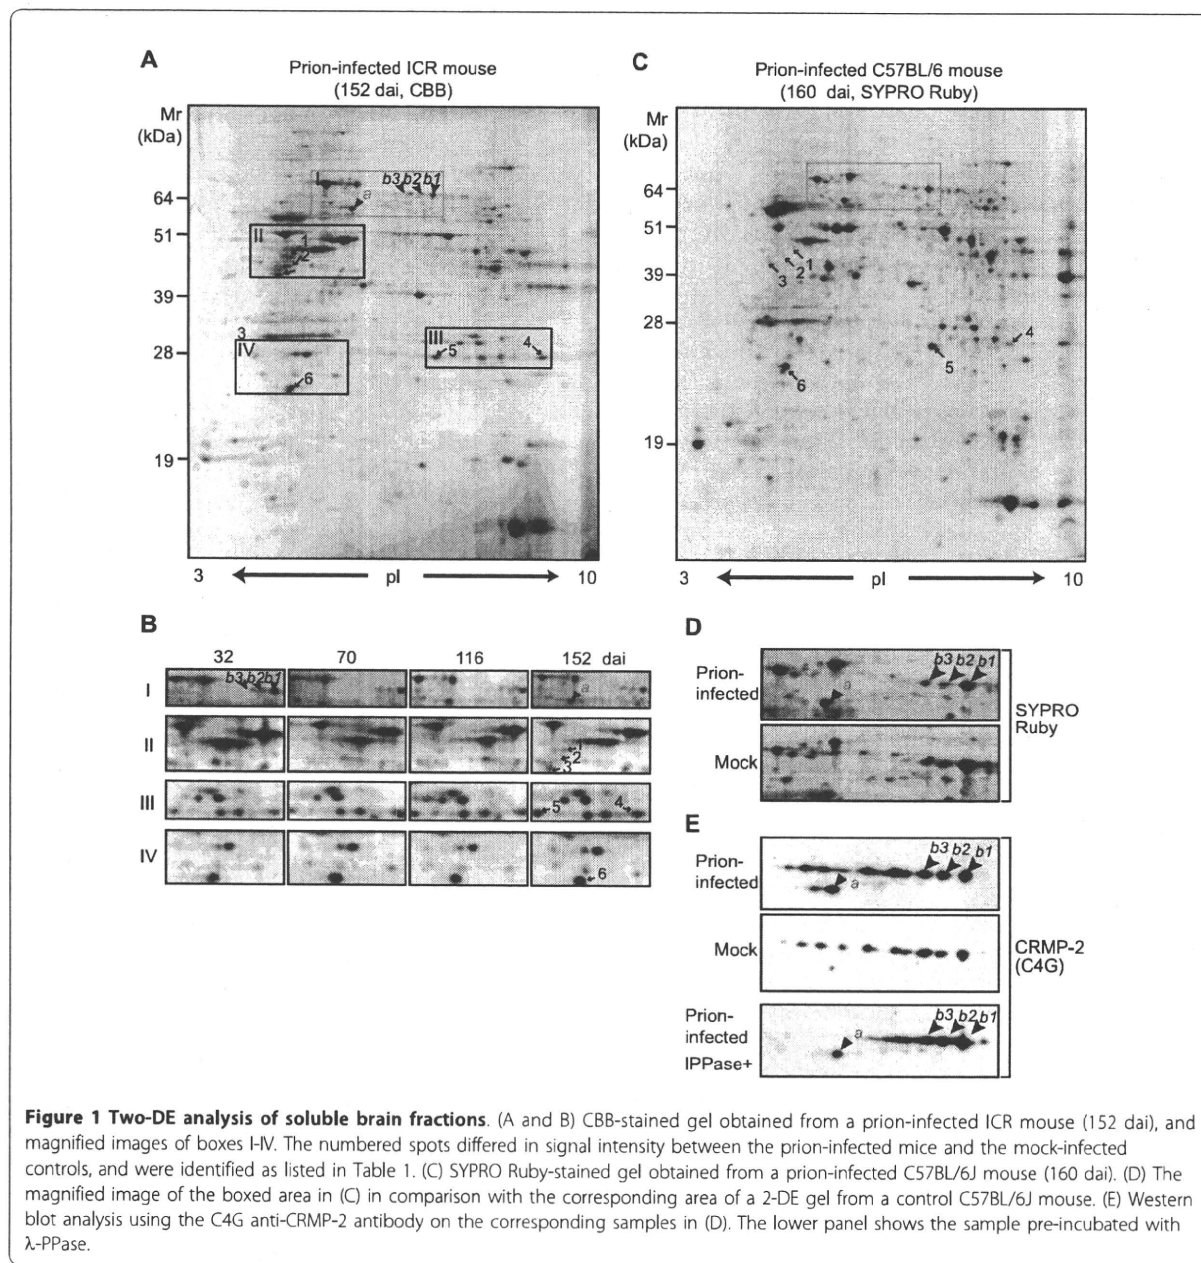 A
Prion-infected ICR mouse
(152 dai, CBB)
Mr
(kDa)
64
51
39
28
19
I
b3 b2 b1
a
II
1
2
3
IV
III
5
4
6
3
pI
10
C
Prion-infected C57BL/6 mouse
(160 dai, SYPRO Ruby)
Mr
(kDa)
64
51
39
28
19
3
2
1
4
5
6
3
pI
10
B
32
70
116
152 dai
I
b3 b2 b1
a
II
1
2
3
III
5
4
IV
6
D
Prion-
infected
a
b3 b2 b1
Mock
SYPRO
Ruby
E
Prion-
infected
a
b3 b2 b1
Mock
CRMP-2
(C4G)
Prion-
infected
lPPase+
a
b3 b2 b1
Figure 1 Two-DE analysis of soluble brain fractions. (A and B) CBB-stained gel obtained from a prion-infected ICR mouse (152 dai), and
magnified images of boxes I-IV. The numbered spots differed in signal intensity between the prion-infected mice and the mock-infected
controls, and were identified as listed in Table 1. (C) SYPRO Ruby-stained gel obtained from a prion-infected C57BL/6J mouse (160 dai). (D) The
magnified image of the boxed area in (C) in comparison with the corresponding area of a 2-DE gel from a control C57BL/6J mouse. (E) Western
blot analysis using the C4G anti-CRMP-2 antibody on the corresponding samples in (D). The lower panel shows the sample pre-incubated with
λ-PPase.